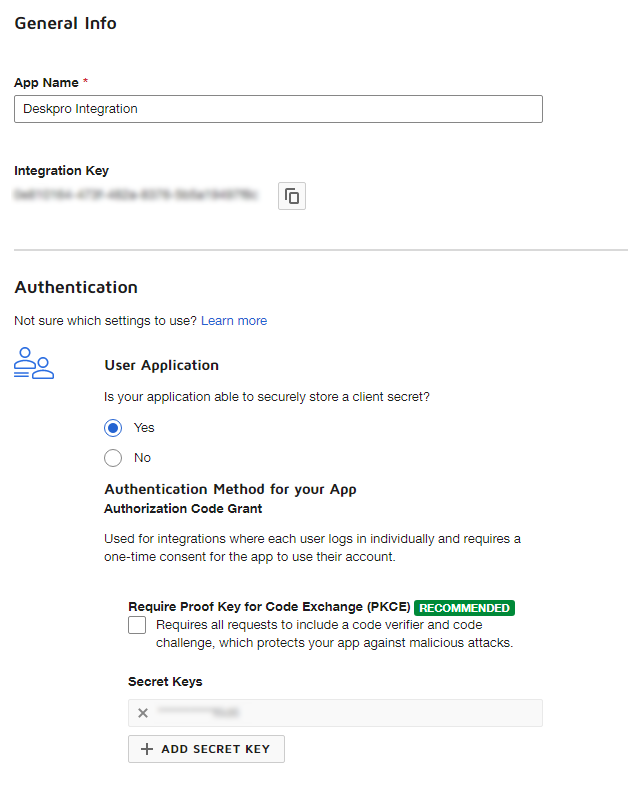 General Info
App Name *
Deskpro Integration
Integration Key
Authentication
Not sure which settings to use? Learn more
User Application
Is your application able to securely store a client secret?
Yes
No
Authentication Method for your App
Authorization Code Grant
Used for integrations where each user logs in individually and requires a
one-time consent for the app to use their account.
Require Proof Key for Code Exchange (PKCE) RECOMMENDED
Requires all requests to include a code verifier and code
challenge, which protects your app against malicious attacks.
Secret Keys
ADD SECRET KEY